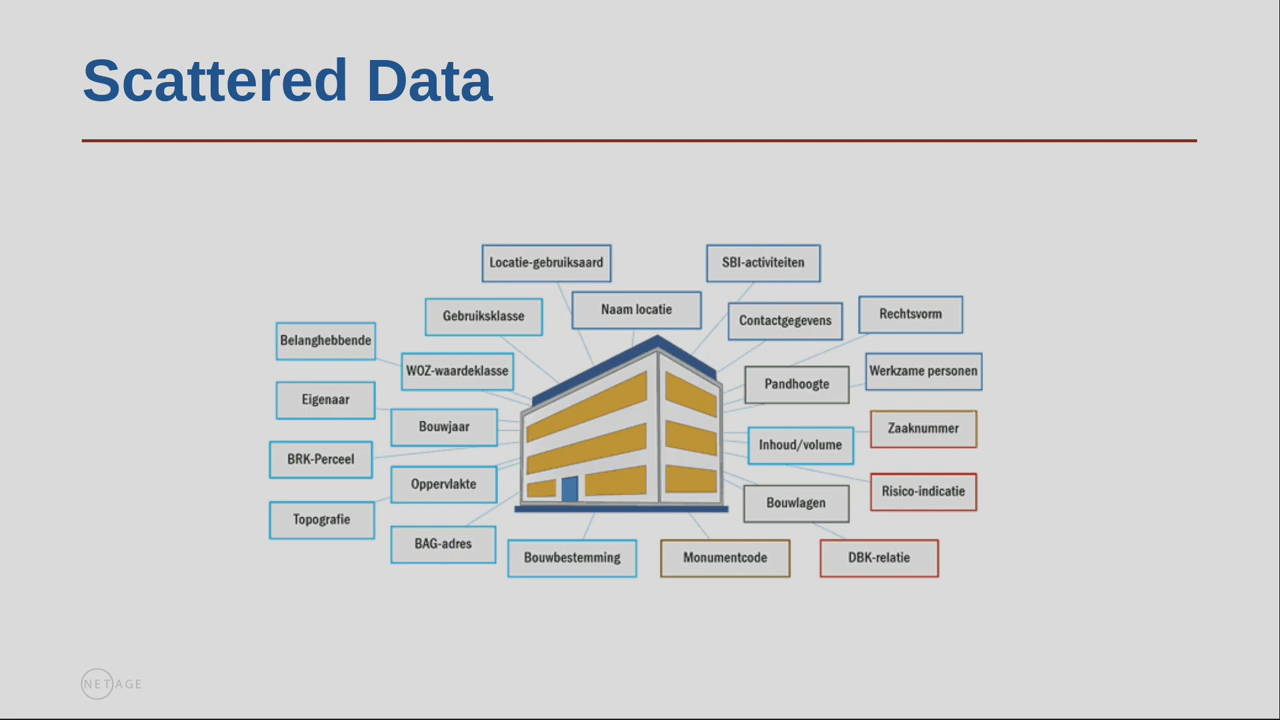 Scattered Data
Locatie-gebruiksaard
SBI-activiteiten
Gebruiksklasse
Naam locatie
Contactgegevens
Rechtsvorm
Belanghebbende
WOZ-waardeklasse
Pandhoogte
Werkzame personen
Eigenaar
Bouwjaar
Inhoud/volume
Zaaknummer
BRK-Perceel
Oppervlakte
Bouwlagen
Risico-indicatie
Topografie
BAG-adres
Bouwbestemming
Monumentcode
DBK-relatie
NETAGE